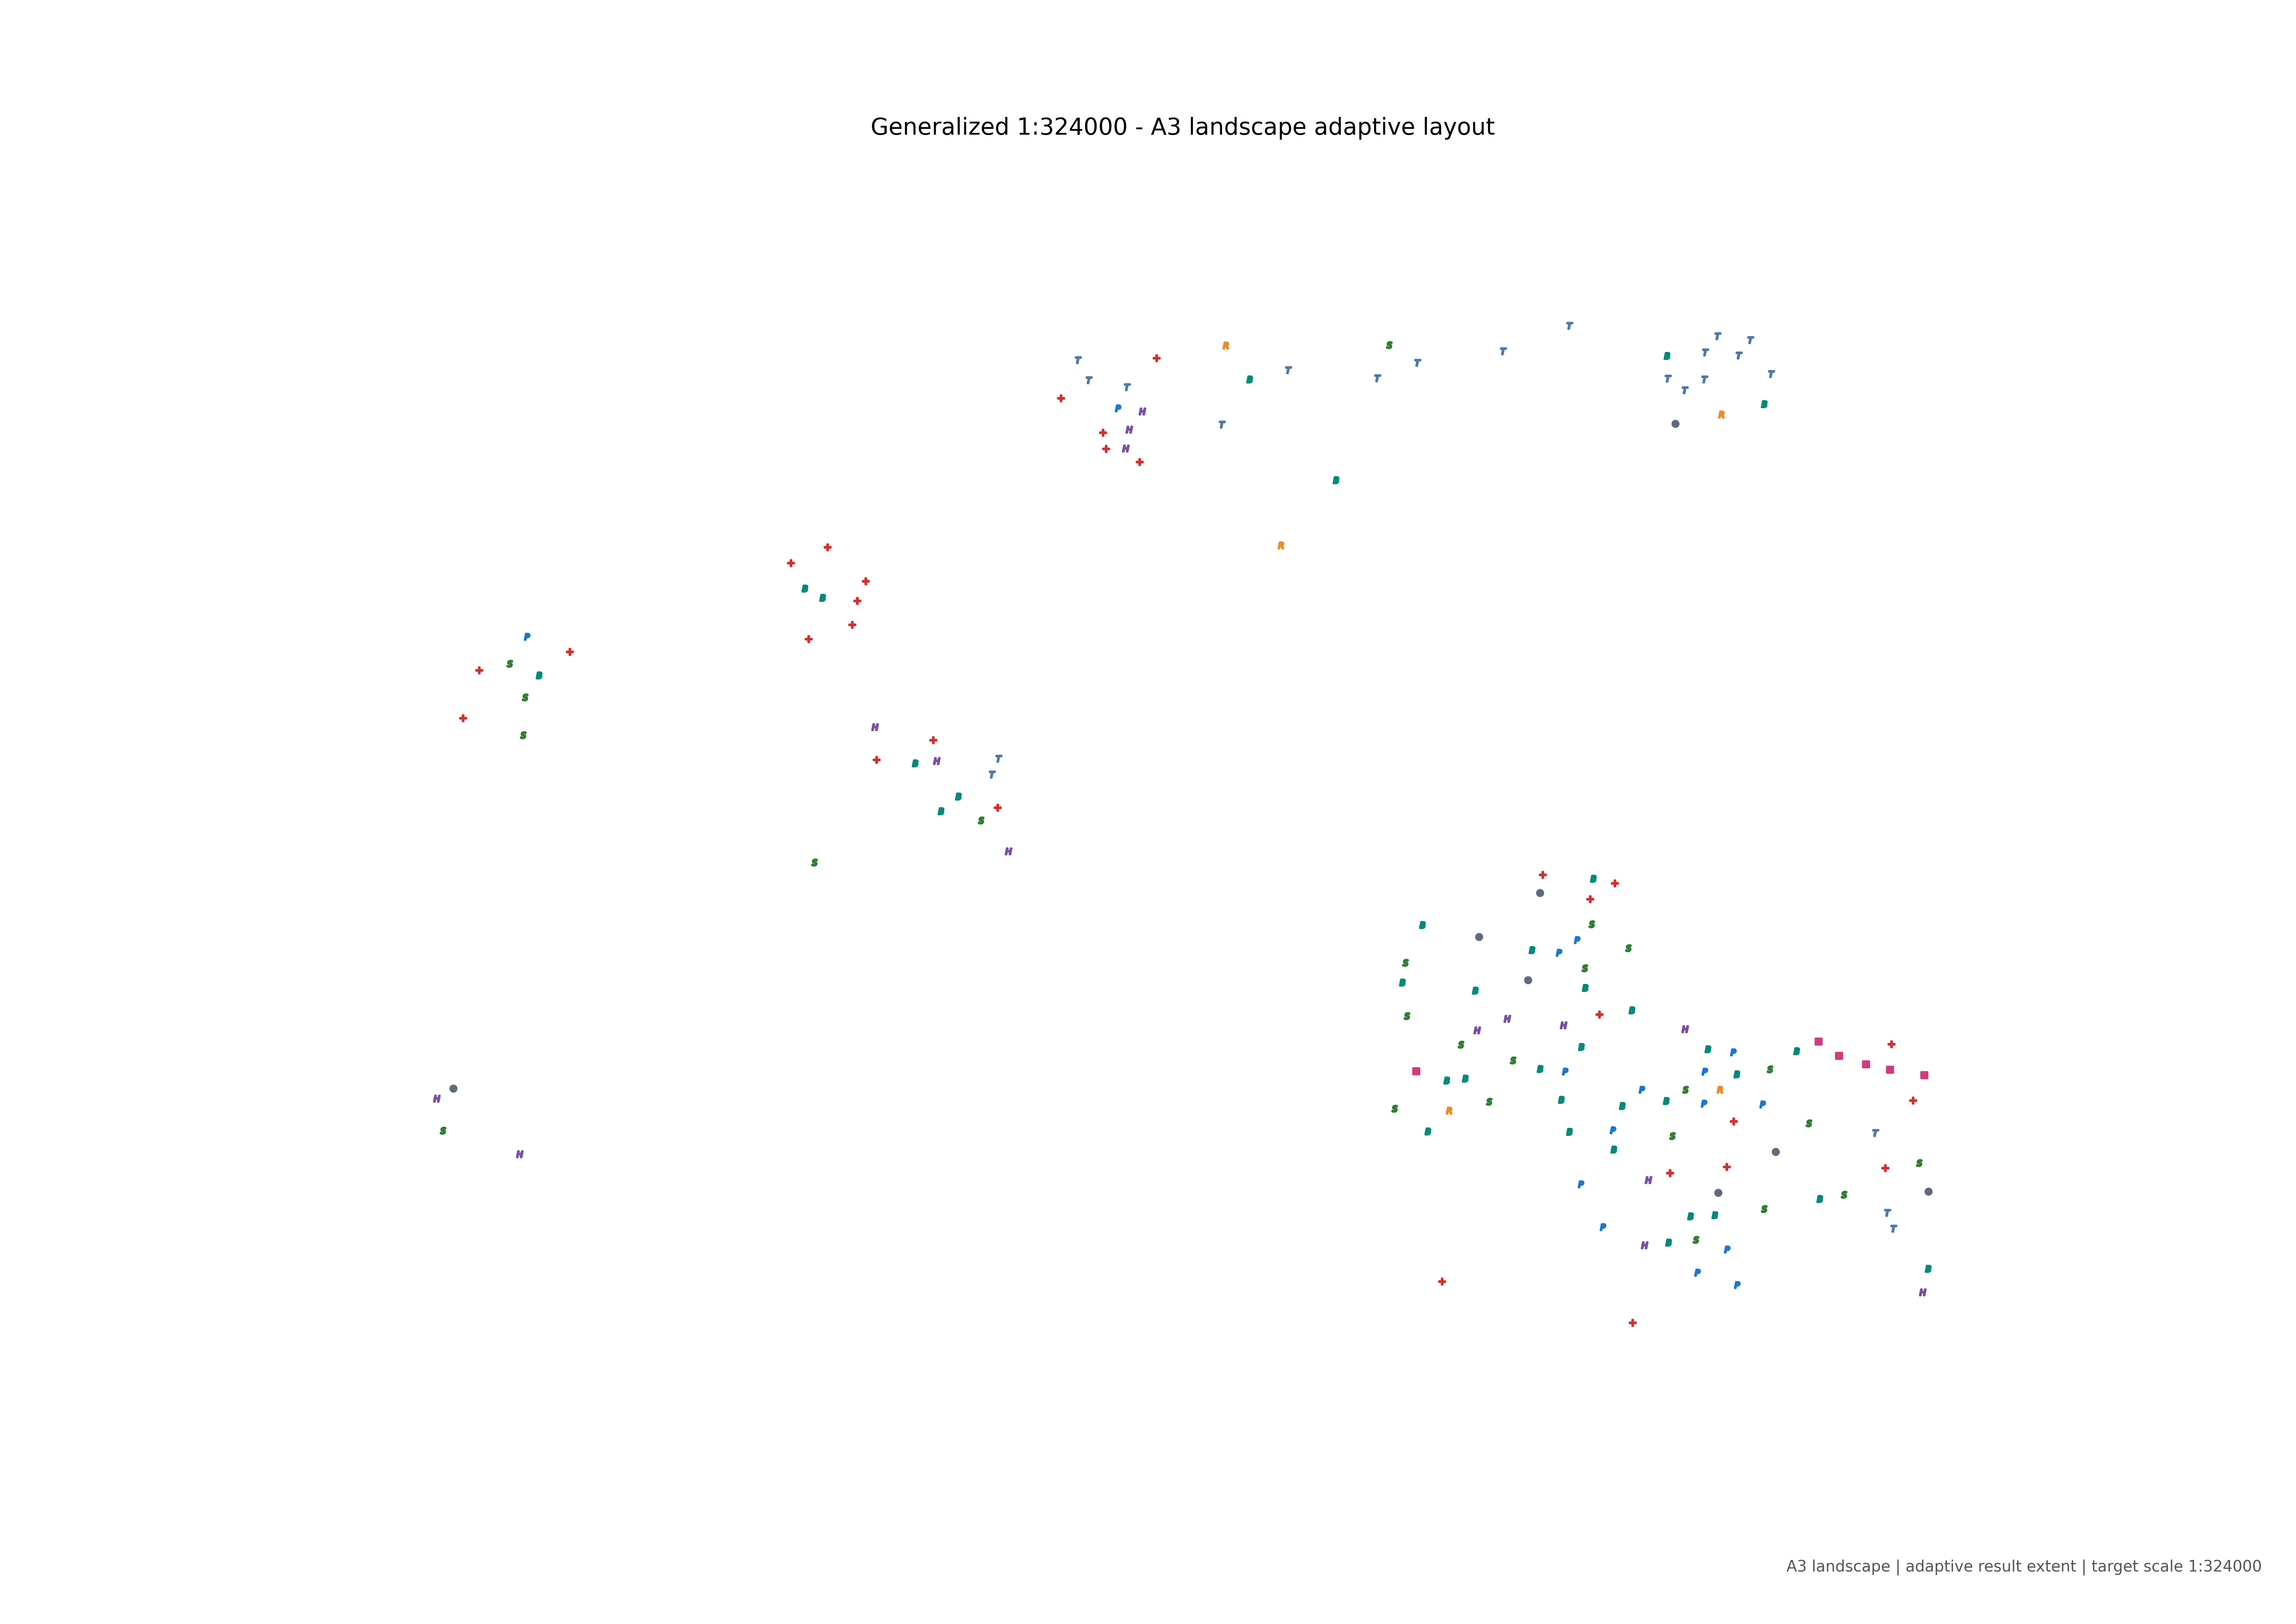 Generalized 1:324000 - A3 landscape adaptive layout
A3 landscape | adaptive result extent | target scale 1:324000